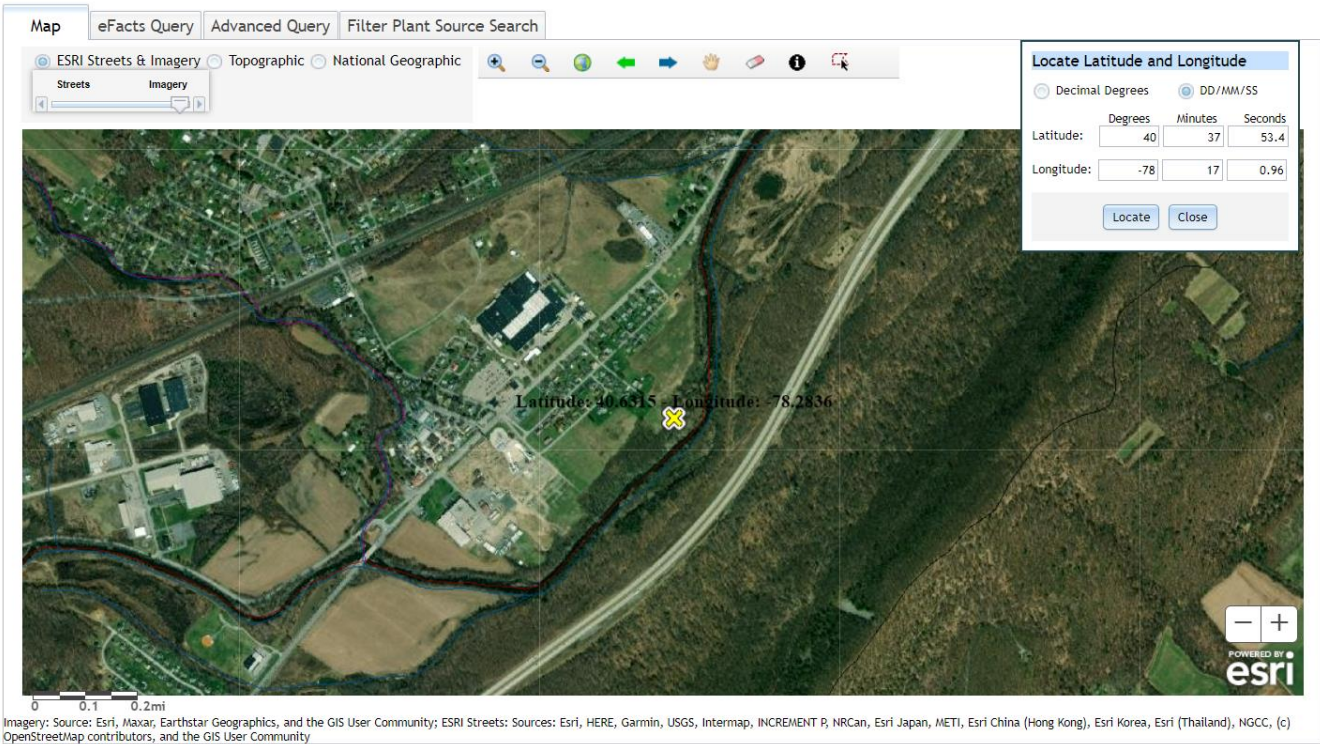 Map
eFacts Query
Advanced Query
Filter Plant Source Search
ESRI Streets & Imagery
Topographic
National Geographic
Streets
Imagery
Locate Latitude and Longitude
Decimal Degrees
DD/MM/SS
Degrees Minutes Seconds
Latitude: 40 37 53.4
Longitude: -78 17 0.96
Locate Close
Latitude: 40.6315 - Longitude: -78.2836
POWERED BY
esri
0 0.1 0.2mi
Imagery: Source: Esri, Maxar, Earthstar Geographics, and the GIS User Community; ESRI Streets: Sources: Esri, HERE, Garmin, USGS, Intermap, INCREMENT P, NRCan, Esri Japan, METI, Esri China (Hong Kong), Esri Korea, Esri (Thailand), NGCC, (c)
OpenStreetMap contributors, and the GIS User Community